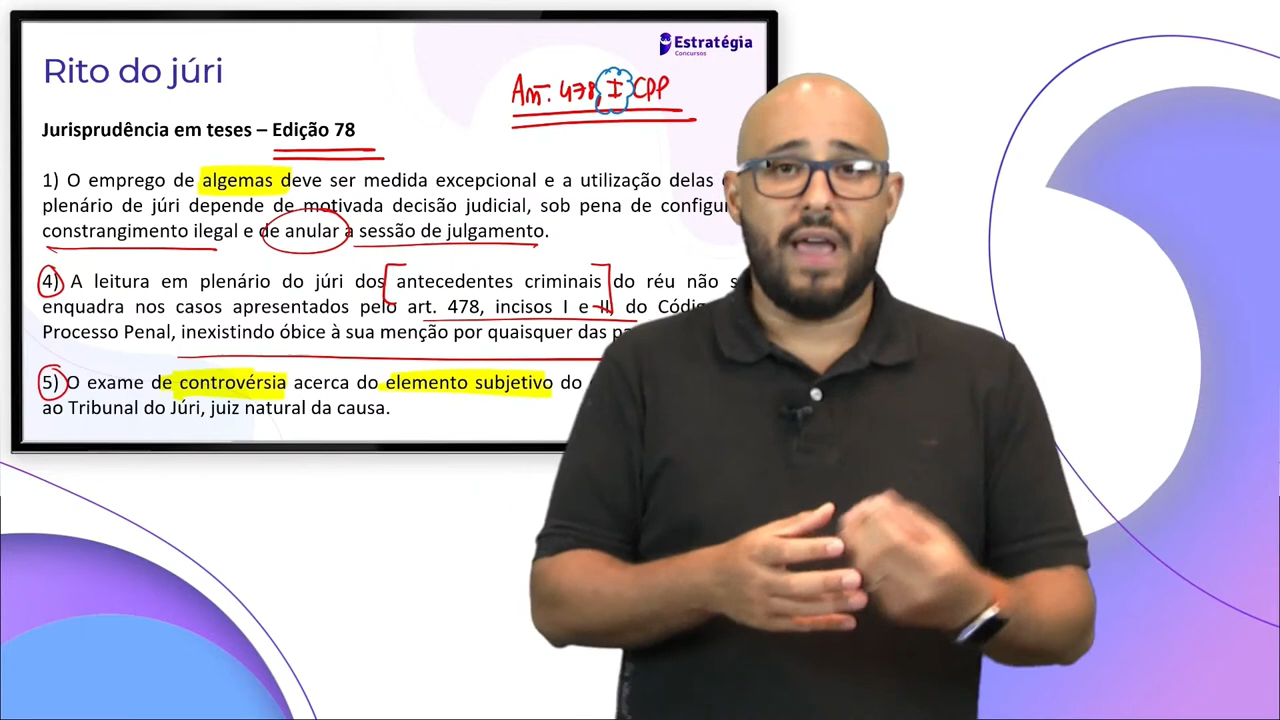 Estratégia
Concursos
Rito do júri
Art. 478, I CPP
Jurisprudência em teses – Edição 78
1) O emprego de algemas deve ser medida excepcional e a utilização delas
plenário de júri depende de motivada decisão judicial, sob pena de
constrangimento ilegal e de anular a sessão de julgamento.
4) A leitura em plenário do júri dos antecedentes criminais do réu não
enquadra nos casos apresentados pelo art. 478, incisos I e II, do
Processo Penal, inexistindo óbice à sua menção por quaisquer das
5) O exame de controvérsia acerca do elemento subjetivo do
ao Tribunal do Júri, juiz natural da causa.